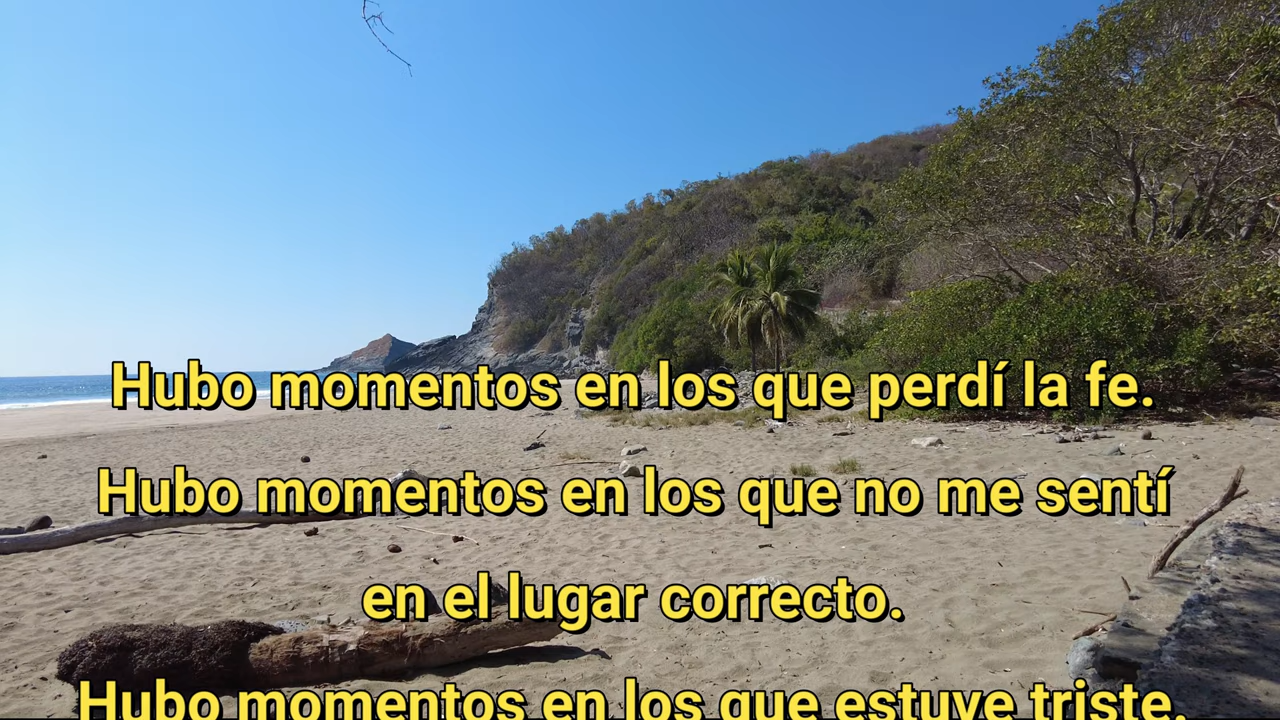 Hubo momentos en los que perdí la fe.
Hubo momentos en los que no me sentí
en el lugar correcto.
Hubo momentos en los que estuve triste.